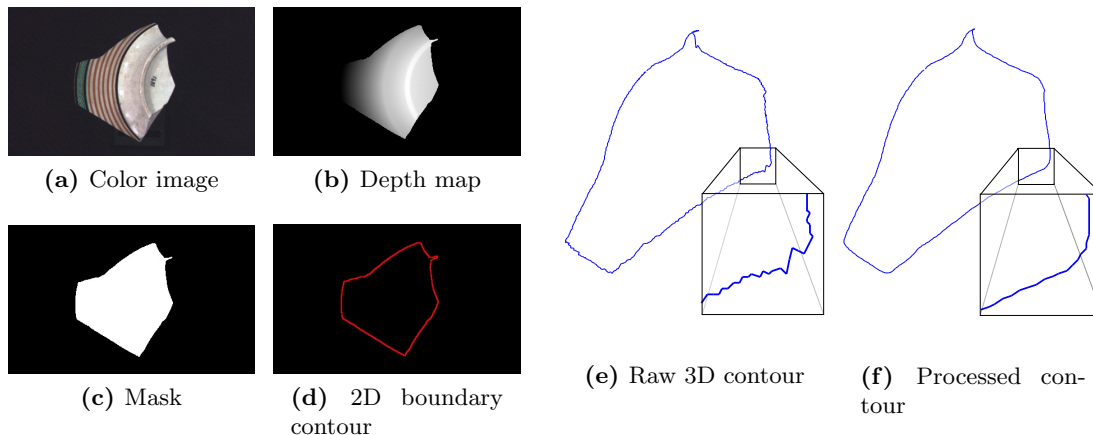 (a) Color image
(b) Depth map
(c) Mask
(d) 2D boundary
contour
(e) Raw 3D contour
(f) Processed con-
tour